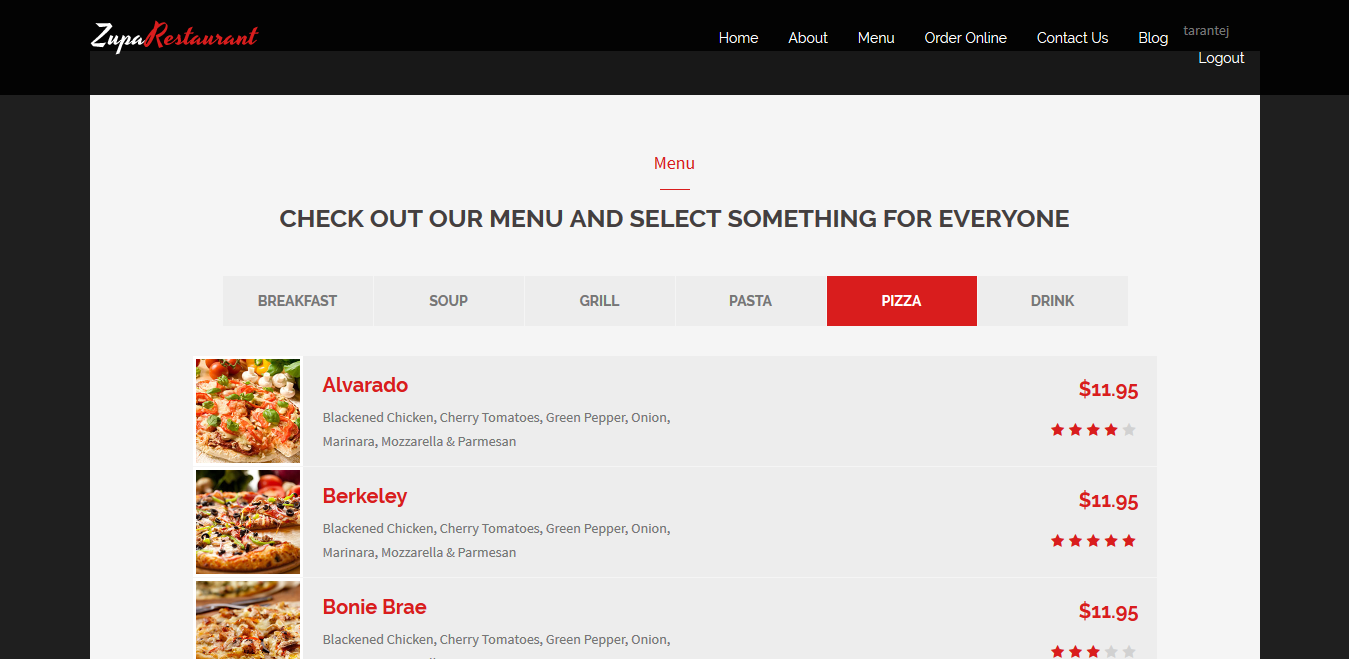 ZupaRestaurant
Home About Menu Order Online Contact Us Blog tarantej
Logout
Menu
CHECK OUT OUR MENU AND SELECT SOMETHING FOR EVERYONE
BREAKFAST SOUP GRILL PASTA PIZZA DRINK
Alvarado
$11.95
Blackened Chicken, Cherry Tomatoes, Green Pepper, Onion,
Marinara, Mozzarella & Parmesan
Berkeley
$11.95
Blackened Chicken, Cherry Tomatoes, Green Pepper, Onion,
Marinara, Mozzarella & Parmesan
Bonie Brae
$11.95
Blackened Chicken, Cherry Tomatoes, Green Pepper, Onion,